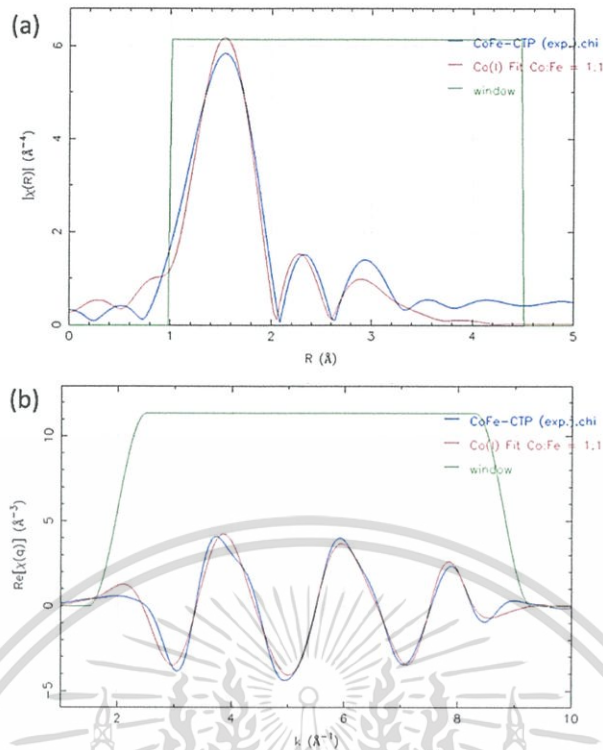 (a)
6
4
2
0
|χ(R)| (Å⁻⁴)
CoFe-CTP (exp.).chi
Co(I) Fit Co:Fe = 1.1
window
0 1 2 3 4 5
R (Å)
(b)
10
5
0
-5
Re[χ(q)] (Å⁻³)
CoFe-CTP (exp.).chi
Co(I) Fit Co:Fe = 1.1
window
2 4 6 8 10
k (Å⁻¹)